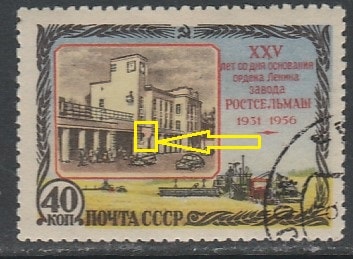 XXV
лет со дня основания
ордена Ленина
завода
РОСТСЕЛЬМАШ
1931 1956
40
КОП
ПОЧТА СССР